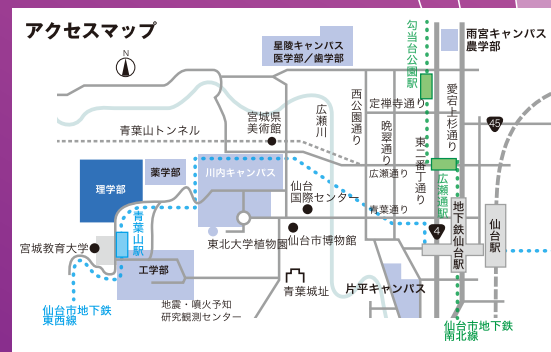 アクセスマップ
N
星陵キャンパス
医学部／歯学部
勾当台公園駅
雨宮キャンパス
農学部
愛宕上杉通り
45
定禅寺通り
西公園通り
晩翠通り
東二番丁通り
広瀬川
宮城県
美術館
青葉山トンネル
薬学部
川内キャンパス
理学部
広瀬通り
広瀬通駅
仙台
国際センター
青葉通り
青葉山駅
東北大学植物園
仙台市博物館
4
地下鉄仙台駅
仙台駅
宮城教育大学
工学部
青葉城址
片平キャンパス
地震・噴火予知
研究観測センター
仙台市地下鉄
東西線
仙台市地下鉄
南北線